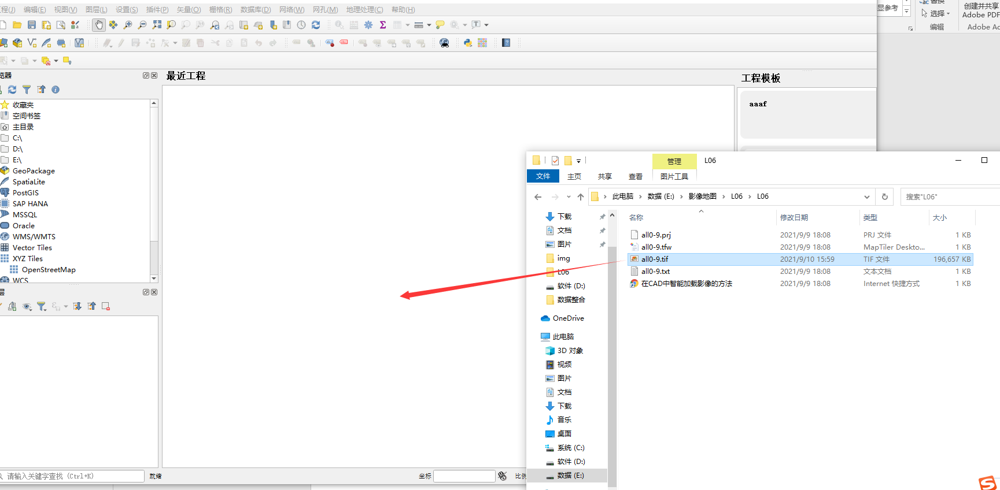 程(J) 编辑(E) 视图(V) 图层(L) 设置(S) 插件(P) 矢量(O) 栅格(R) 数据库(D) 网络(W) 网孔(M) 地理处理(C) 帮助(H)
显参考
替换
选择
编辑
创建并共享
Adobe PDF
Adobe Ac
览器
收藏夹
空间书签
主目录
C:\
D:\
E:\
GeoPackage
SpatiaLite
PostGIS
SAP HANA
MSSQL
Oracle
WMS/WMTS
Vector Tiles
XYZ Tiles
OpenStreetMap
WCS
层
请输入关键字查找 (Ctrl+K)
就绪
坐标
比例
最近工程
工程模板
aaaf
管理 L06
文件 主页 共享 查看 图片工具
此电脑 › 数据 (E:) › 影像地图 › L06 › L06
搜索"L06"
下载
文档
图片
img
L06
软件 (D:)
数据整合
OneDrive
此电脑
3D 对象
视频
图片
文档
下载
音乐
桌面
系统 (C:)
软件 (D:)
数据 (E:)
名称 修改日期 类型 大小
all0-9.prj 2021/9/9 18:08 PRJ 文件 1 KB
all0-9.tfw 2021/9/9 18:08 MapTiler Deskto... 1 KB
all0-9.tif 2021/9/10 15:59 TIF 文件 196,657 KB
all0-9.txt 2021/9/9 18:08 文本文档 1 KB
在CAD中智能加载影像的方法 2021/9/9 18:08 Internet 快捷方式 1 KB